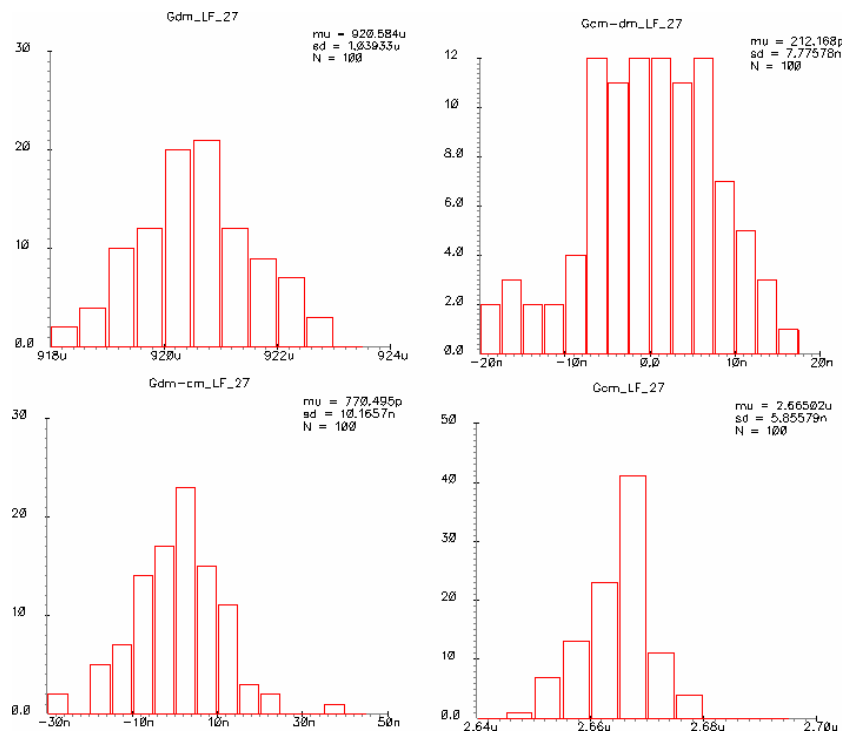 Gdm_LF_27
mu = 920.584u
sd = 1.03933u
N = 100
30
20
10
0.0
918u 920u 922u 924u
Gcm-dm_LF_27
mu = 212.168p
sd = 7.77578n
N = 100
12
10
8.0
6.0
4.0
2.0
0.0
-20n -10n 0.0 10n 20n
Gdm-cm_LF_27
mu = 770.495p
sd = 10.1657n
N = 100
30
20
10
0.0
-30n -10n 10n 30n 50n
Gcm_LF_27
mu = 2.66502u
sd = 5.85579n
N = 100
50
40
30
20
10
0.0
2.64u 2.66u 2.68u 2.70u